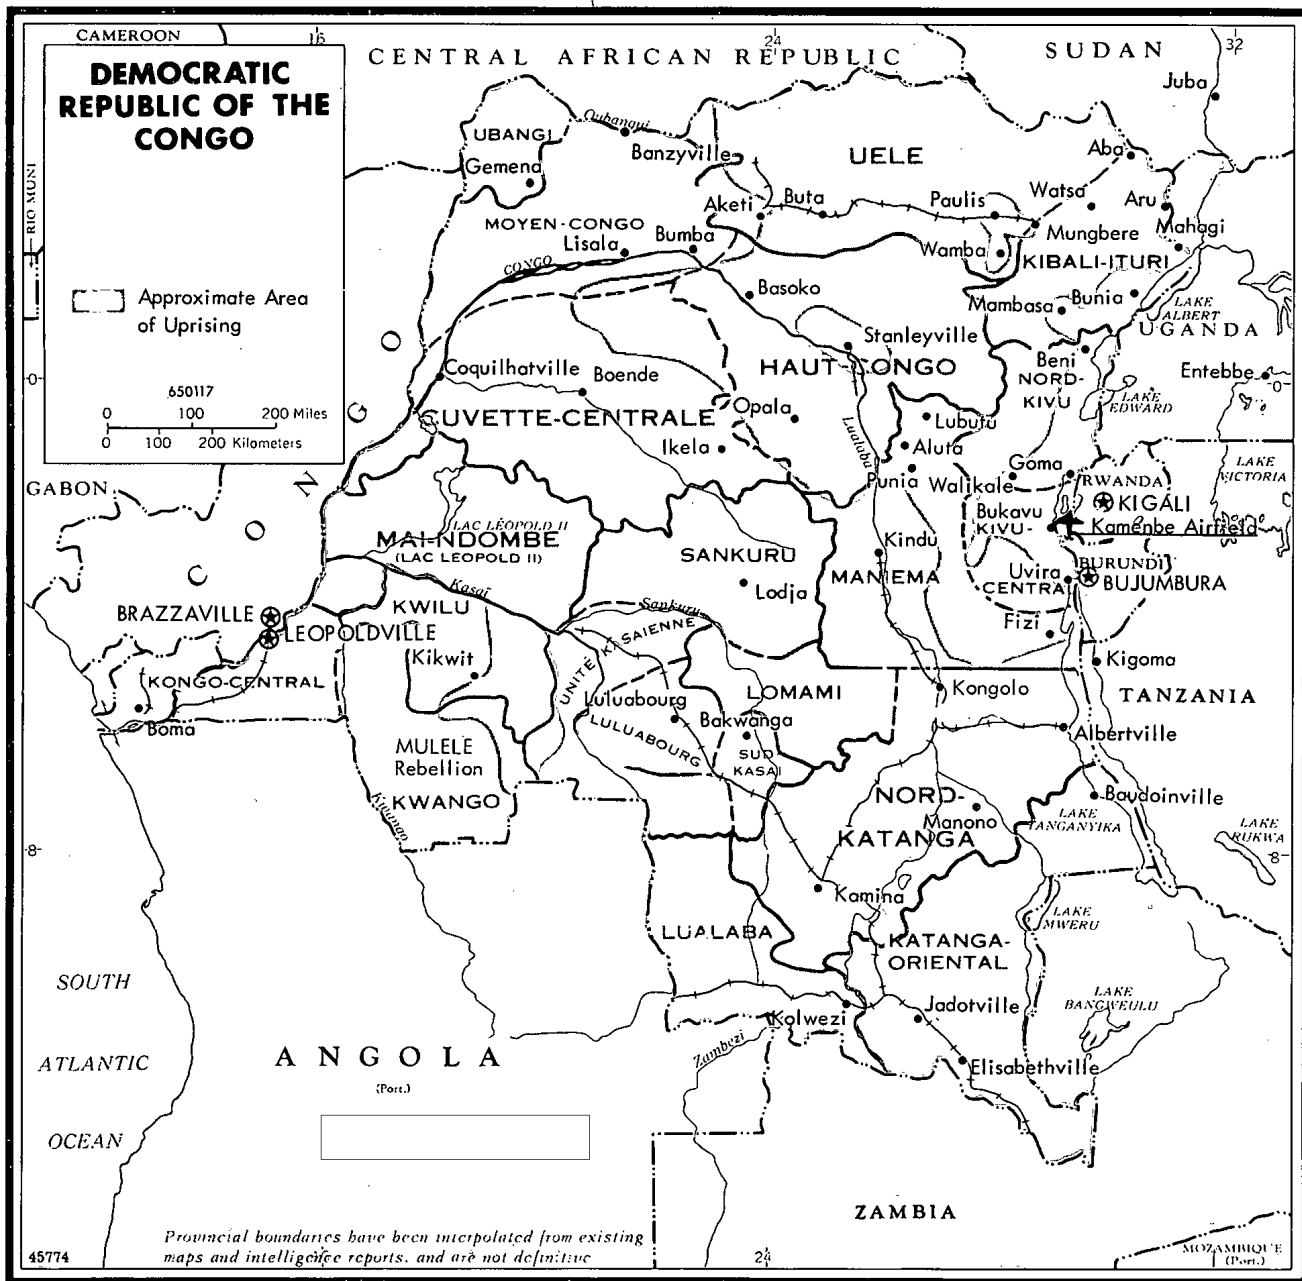 CAMEROON
16
CENTRAL AFRICAN REPUBLIC
24
SUDAN
32
Juba
DEMOCRATIC
REPUBLIC OF THE
CONGO
Approximate Area
of Uprising
650117
0 100 200 Miles
0 100 200 Kilometers
RIO MUNI
UBANGI
Gemena
Oubangui
Banzyville
UELE
Aba
Aketi
Buta
Paulis
Watsa
Aru
MOYEN-CONGO
Lisala
Bumba
Wamba
Mungbere
Mahagi
KIBALI-ITURI
CONGO
Basoko
Mambasa
Bunia
LAKE
ALBERT
UGANDA
Stanleyville
HAUT-CONGO
Beni
NORD-
KIVU
Entebbe
0
0
Coquilhatville
Boende
LAKE
EDWARD
CUVETTE-CENTRALE
Opala
Lubutu
Ikela
Lualaba
Aluta
Punia
Walikale
Goma
RWANDA
LAKE
VICTORIA
KIGALI
GABON
CONGO
LAC LÉOPOLD II
MAI-NDOMBE
(LAC LEOPOLD II)
SANKURU
Lodja
Kindu
MANIEMA
Bukavu
KIVU-
CENTRAL
Kamenbe Airfield
Uvira
BURUNDI
BUJUMBURA
Fizi
BRAZZAVILLE
LEOPOLDVILLE
Kasai
KWILU
Kikwit
Sankuru
UNITÉ KASAIENNE
KONGO-CENTRAL
Boma
Luluabourg
LULUABOURG
Bakwanga
SUD
KASAI
LOMAMI
Kongolo
Kigoma
TANZANIA
Albertville
MULELE
Rebellion
KWANGO
NORD-
KATANGA
Manono
Baudoinville
LAKE
TANGANYIKA
LAKE
RUKWA
8
8
Kamina
LUALABA
KATANGA-
ORIENTAL
LAKE
MWERU
LAKE
BANGWEULU
SOUTH
ATLANTIC
OCEAN
ANGOLA
(Port.)
Kolwezi
Jadotville
Zambezi
Elisabethville
ZAMBIA
Provincial boundaries have been interpolated from existing
maps and intelligence reports, and are not definitive
45774
16
24
MOZAMBIQUE
(Port.)